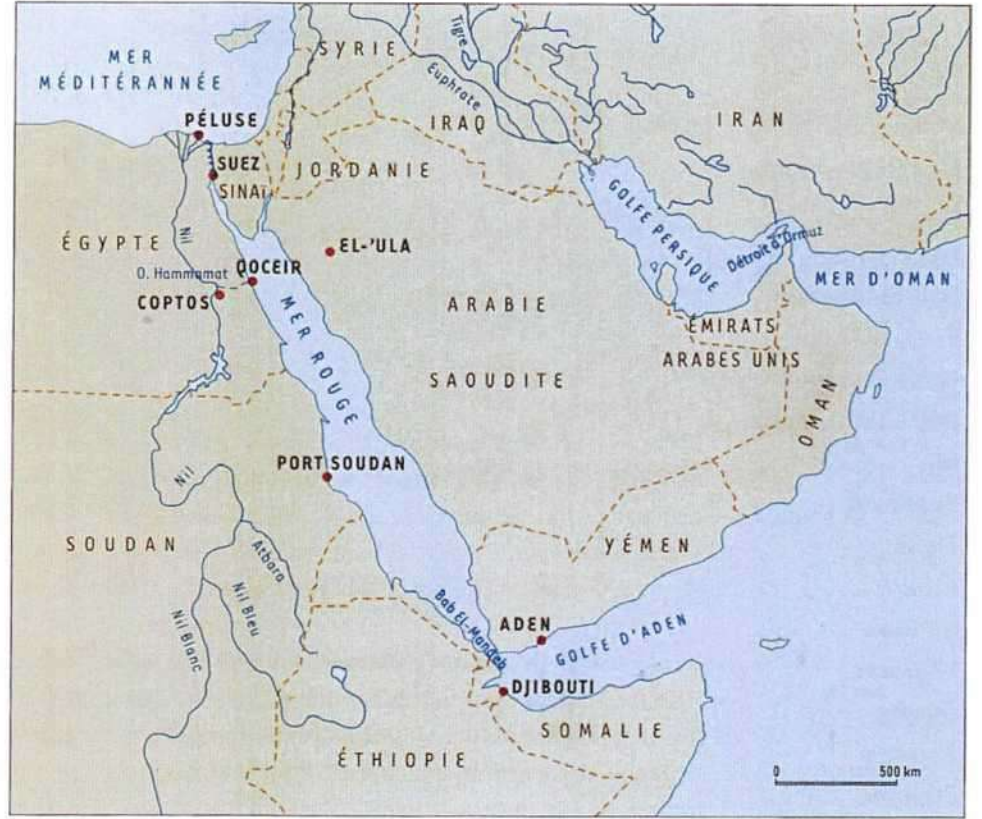 MER
MÉDITÉRANNÉE
SYRIE
Tigre
Euphrate
IRAQ
IRAN
PÉLUSE
SUEZ
SINAÏ
JORDANIE
GOLFE PERSIQUE
Détroit d'Ormuz
MER D'OMAN
ÉGYPTE
Nil
EL-'ULA
O. Hammamat
QOCEIR
COPTOS
MER ROUGE
ARABIE
SAOUDITE
ÉMIRATS
ARABES UNIS
OMAN
PORT SOUDAN
Nil
SOUDAN
Atbara
Nil Bleu
Nil Blanc
YÉMEN
Bab El-Mandeb
ADEN
GOLFE D'ADEN
DJIBOUTI
SOMALIE
ÉTHIOPIE
0 500 km